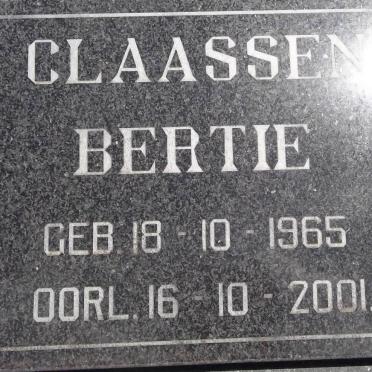 CLAASSEN
BERTIE
GEB. 18 - 10 - 1965
OORL. 16 - 10 - 2001.